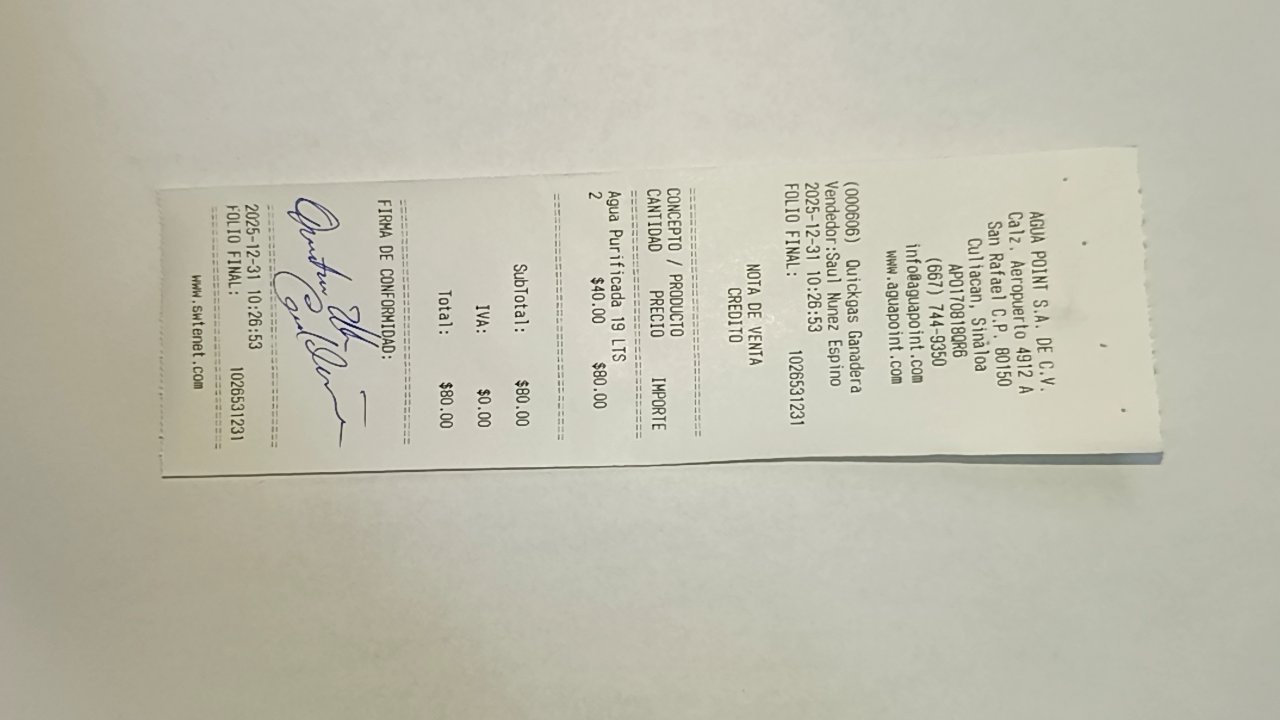 AGUA POINT S.A. DE C.V.
Calz. Aeropuerto 4912 A
San Rafael C.P. 80150
Culiacan, Sinaloa
APO170818QR6
(667) 744-9350
info@aguapoint.com
www.aguapoint.com
(000606) Quickgas Ganadera
Vendedor:Saul Nunez Espino
2025-12-31 10:26:53
FOLIO FINAL: 1026531231
NOTA DE VENTA
CREDITO
CONCEPTO / PRODUCTO
CANTIDAD PRECIO IMPORTE
Agua Purificada 19 LTS
2 $40.00 $80.00
SubTotal: $80.00
IVA: $0.00
Total: $80.00
FIRMA DE CONFORMIDAD:
2025-12-31 10:26:53
FOLIO FINAL: 1026531231
www.swtenet.com